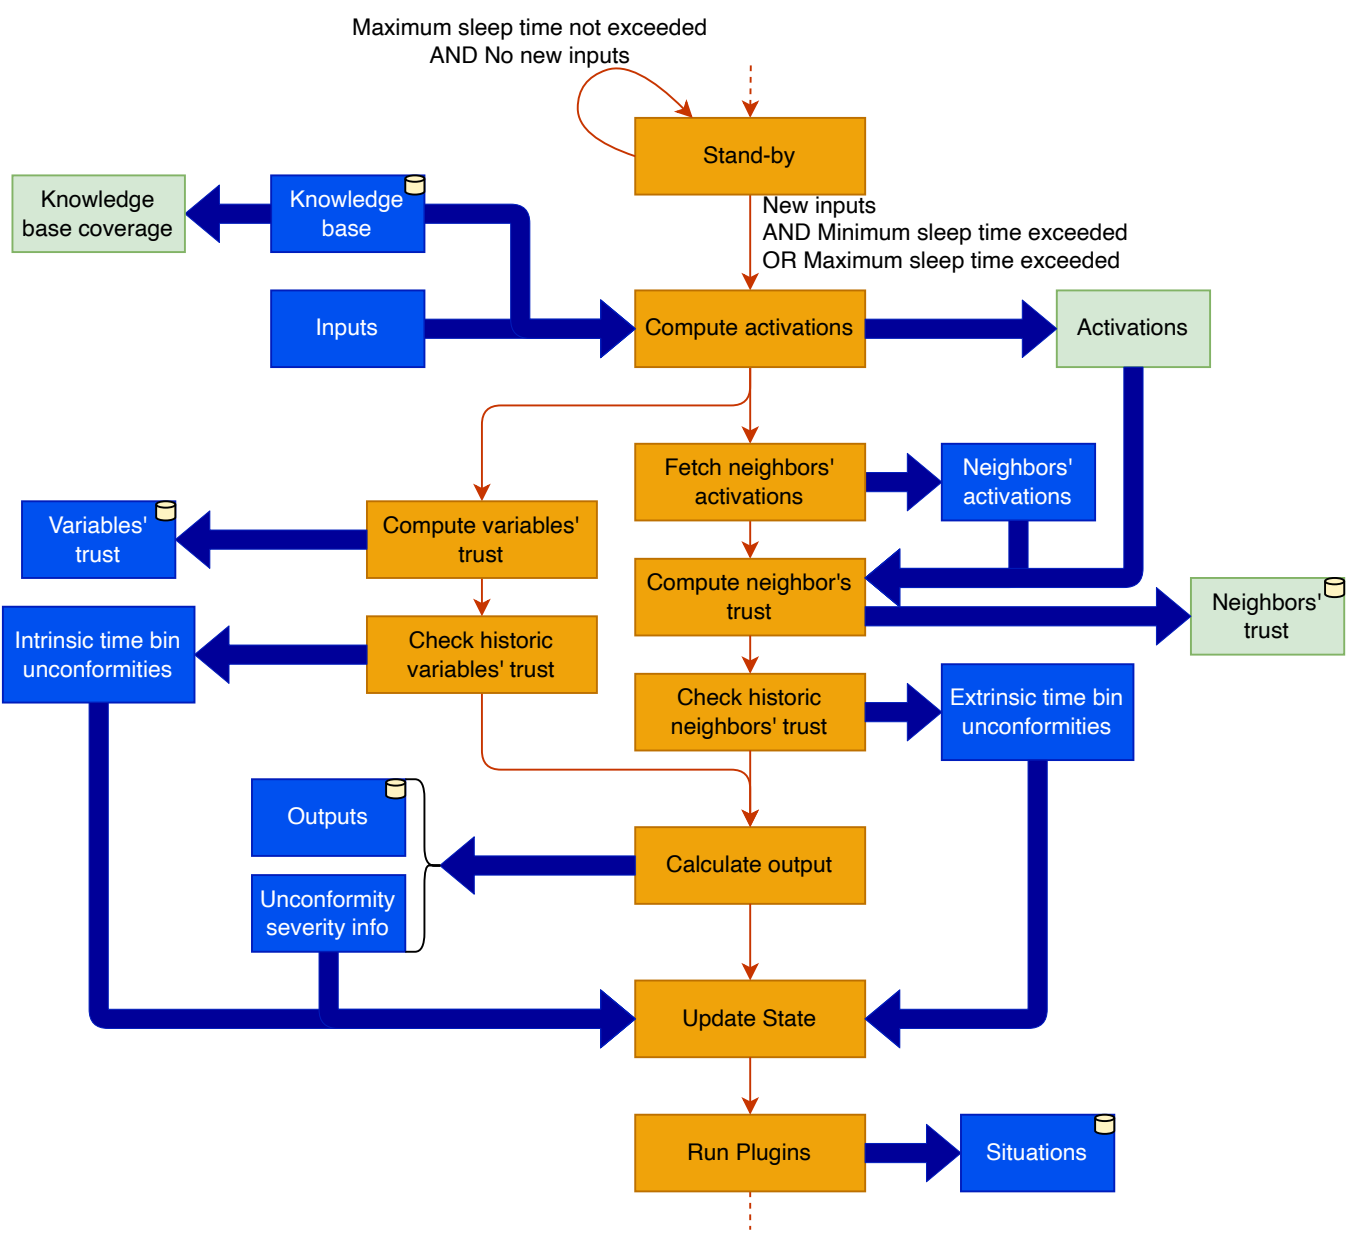 Maximum sleep time not exceeded
AND No new inputs
Stand-by
Knowledge
base coverage
Knowledge
base
New inputs
AND Minimum sleep time exceeded
OR Maximum sleep time exceeded
Inputs
Compute activations
Activations
Fetch neighbors'
activations
Neighbors'
activations
Variables'
trust
Compute variables'
trust
Compute neighbor's
trust
Neighbors'
trust
Intrinsic time bin
unconformities
Check historic
variables' trust
Check historic
neighbors' trust
Extrinsic time bin
unconformities
Outputs
Calculate output
Unconformity
severity info
Update State
Run Plugins
Situations